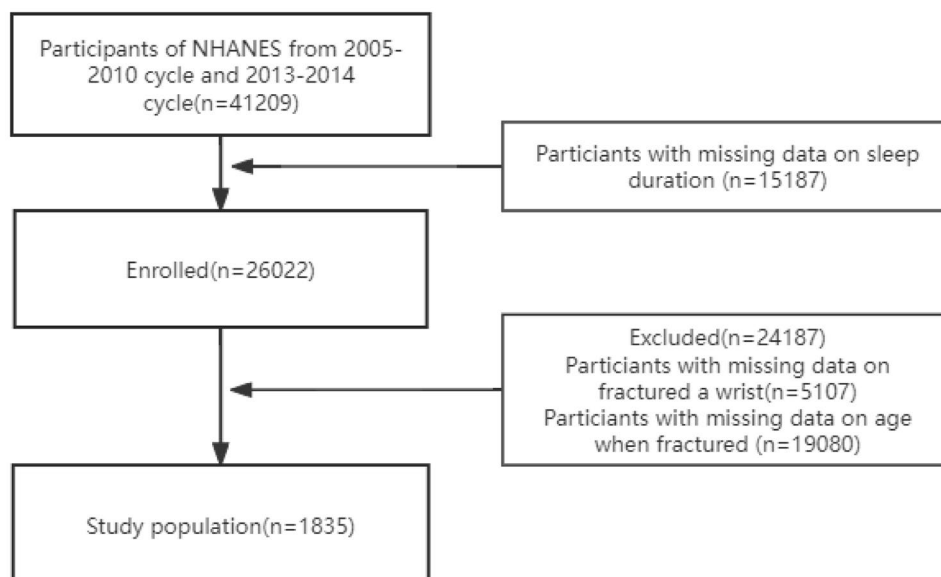 Participants of NHANES from 2005-
2010 cycle and 2013-2014
cycle(n=41209)
Particiants with missing data on sleep
duration (n=15187)
Enrolled(n=26022)
Excluded(n=24187)
Particiants with missing data on
fractured a wrist(n=5107)
Particiants with missing data on age
when fractured (n=19080)
Study population(n=1835)